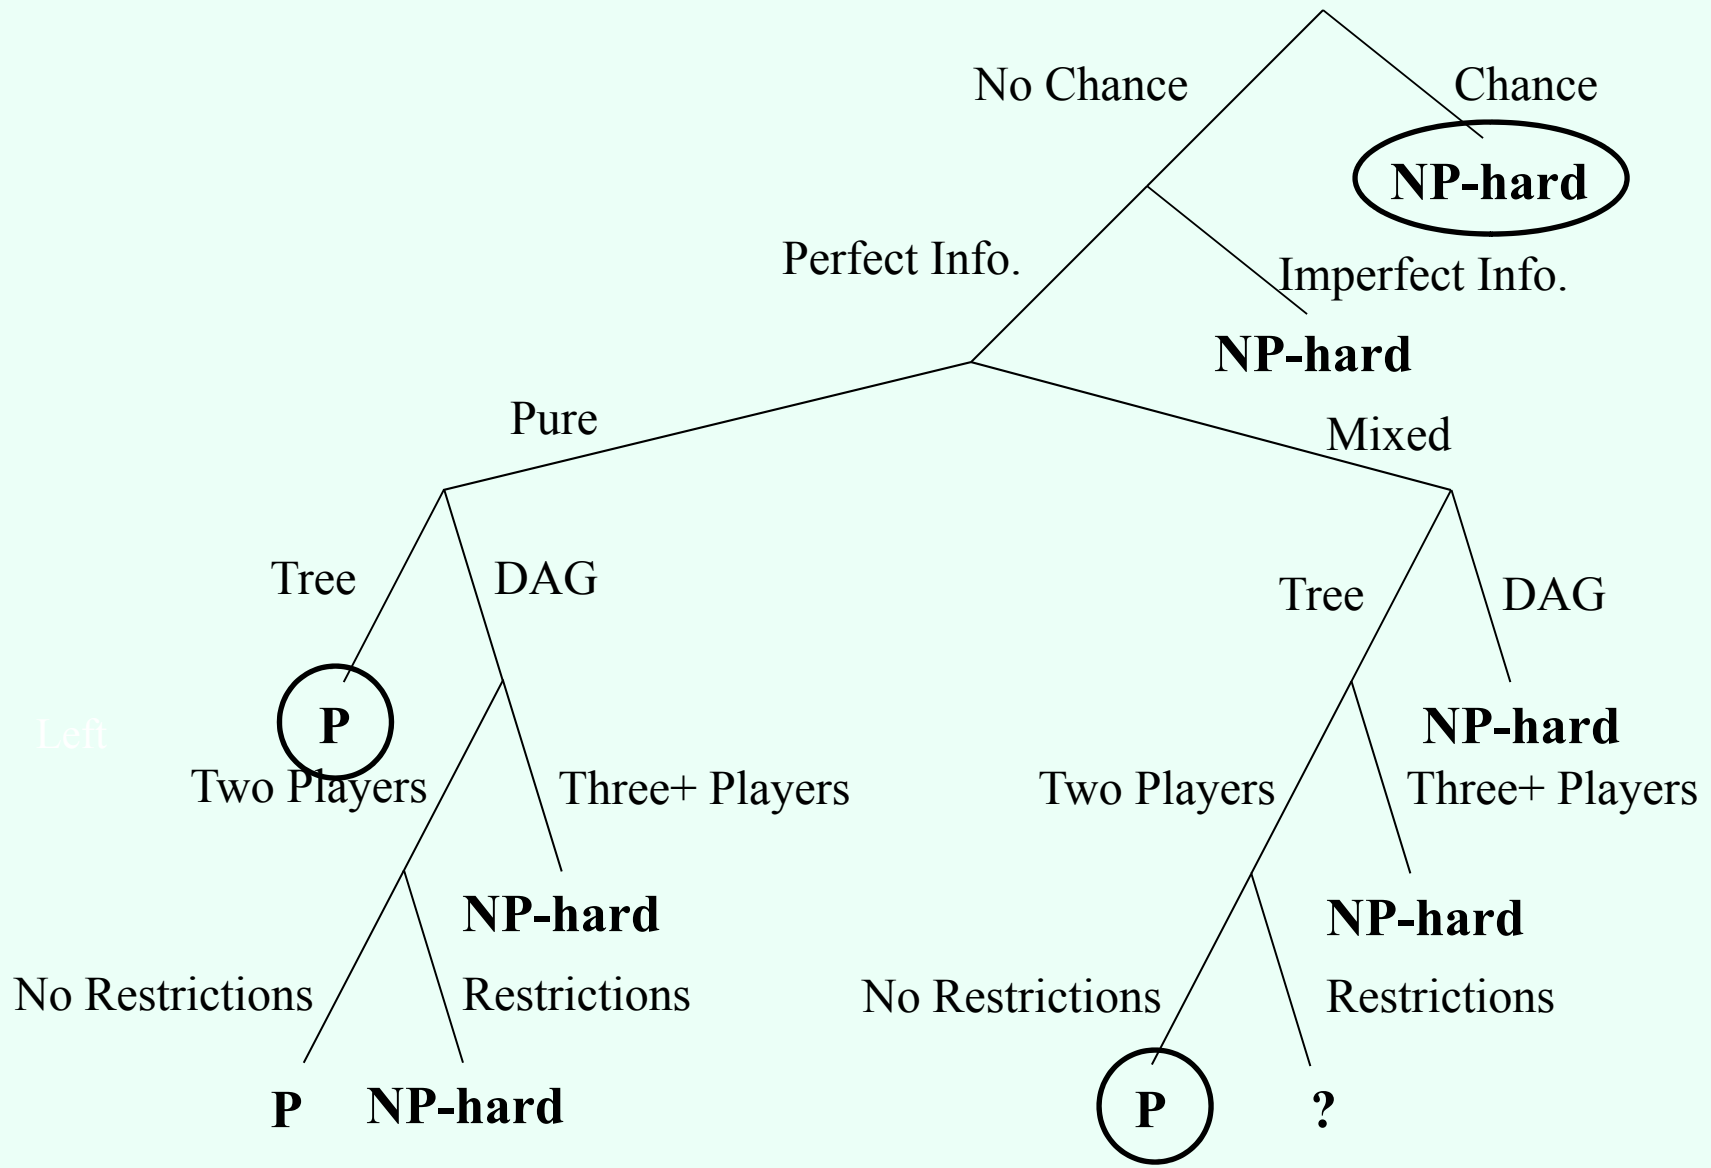 No Chance
Chance
NP-hard
Perfect Info.
Imperfect Info.
NP-hard
Pure
Mixed
Tree
DAG
Tree
DAG
P
Left
NP-hard
Two Players
Three+ Players
Two Players
Three+ Players
NP-hard
NP-hard
No Restrictions
Restrictions
No Restrictions
Restrictions
P
NP-hard
P
?